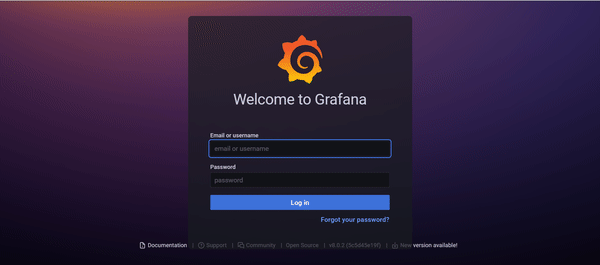 Welcome to Grafana
Email or username
email or username
Password
password
Log in
Forgot your password?
Documentation | Support | Community | Open Source | v8.0.2 (5c5d45e19f) | New version available!